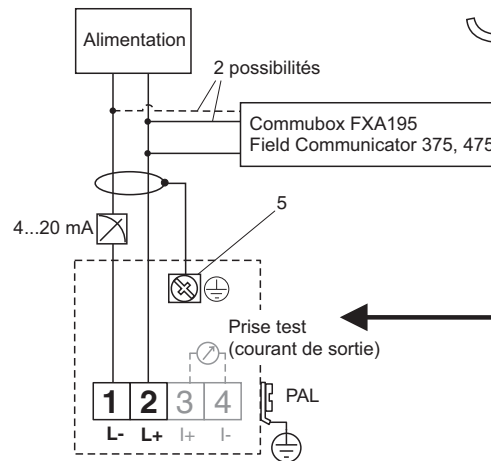 Alimentation
2 possibilités
Commubox FXA195
Field Communicator 375, 475
5
4...20 mA
Prise test
(courant de sortie)
1 2 3 4
L- L+ I+ I-
PAL